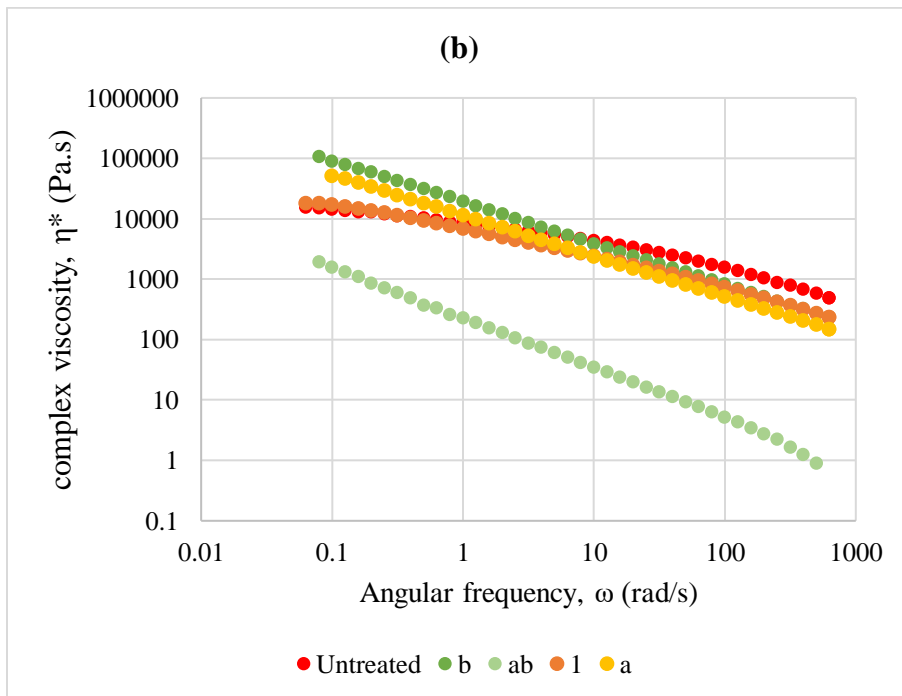 (b)
complex viscosity, η* (Pa.s)
1000000
100000
10000
1000
100
10
1
0.1
0.01 0.1 1 10 100 1000
Angular frequency, ω (rad/s)
Untreated b ab 1 a